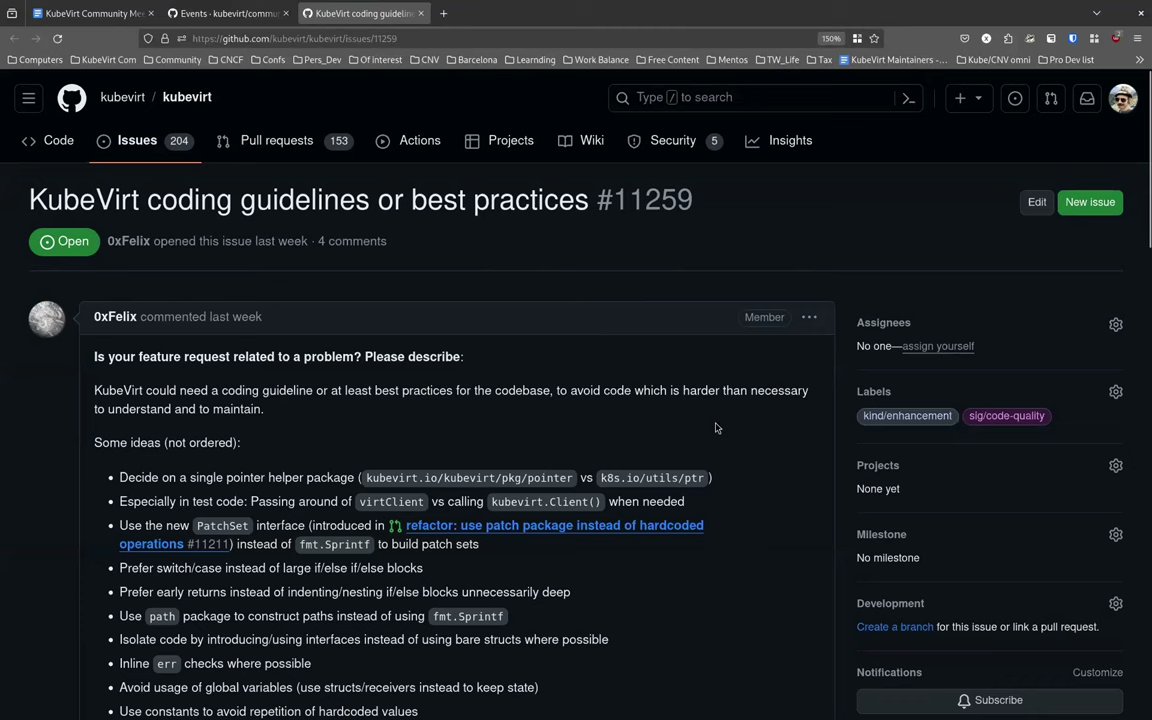 KubeVirt Community Mee
Events · kubevirt/commu
KubeVirt coding guidelin
https://github.com/kubevirt/kubevirt/issues/11259
150%
Computers KubeVirt Com Community CNCF Confs Pers_Dev Of interest CNV Barcelona Learnding Work Balance Free Content Mentos TW_Life Tax KubeVirt Maintainers -... Kube/CNV omni Pro Dev list
kubevirt / kubevirt
Type / to search
Code Issues 204 Pull requests 153 Actions Projects Wiki Security 5 Insights
KubeVirt coding guidelines or best practices #11259
Edit New issue
Open 0xFelix opened this issue last week · 4 comments
0xFelix commented last week
Member
Is your feature request related to a problem? Please describe:
KubeVirt could need a coding guideline or at least best practices for the codebase, to avoid code which is harder than necessary
to understand and to maintain.
Some ideas (not ordered):
• Decide on a single pointer helper package ( kubevirt.io/kubevirt/pkg/pointer vs k8s.io/utils/ptr )
• Especially in test code: Passing around of virtClient vs calling kubevirt.Client() when needed
• Use the new PatchSet interface (introduced in refactor: use patch package instead of hardcoded
operations #11211) instead of fmt.Sprintf to build patch sets
• Prefer switch/case instead of large if/else if/else blocks
• Prefer early returns instead of indenting/nesting if/else blocks unnecessarily deep
• Use path package to construct paths instead of using fmt.Sprintf
• Isolate code by introducing/using interfaces instead of using bare structs where possible
• Inline err checks where possible
• Avoid usage of global variables (use structs/receivers instead to keep state)
• Use constants to avoid repetition of hardcoded values
Assignees
No one—assign yourself
Labels
kind/enhancement sig/code-quality
Projects
None yet
Milestone
No milestone
Development
Create a branch for this issue or link a pull request.
Notifications
Customize
Subscribe